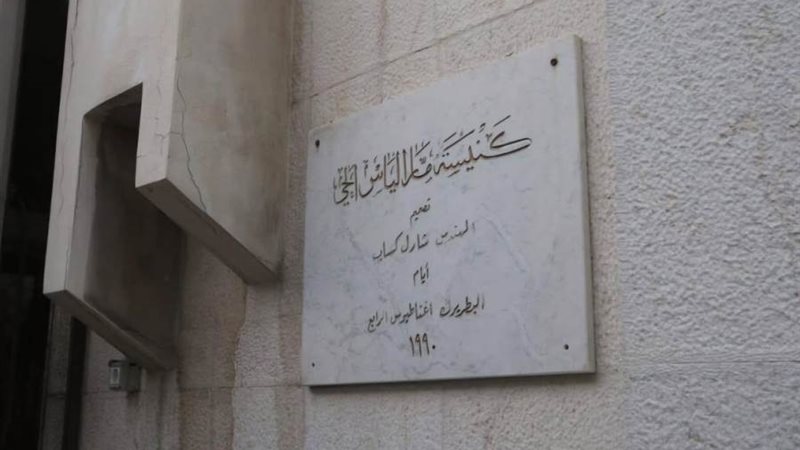 كنيسة مار الياس الحي
تصميم
المهندس شارل كساب
أيام
البطريرك اغناطيوس الرابع
١٩٩٠